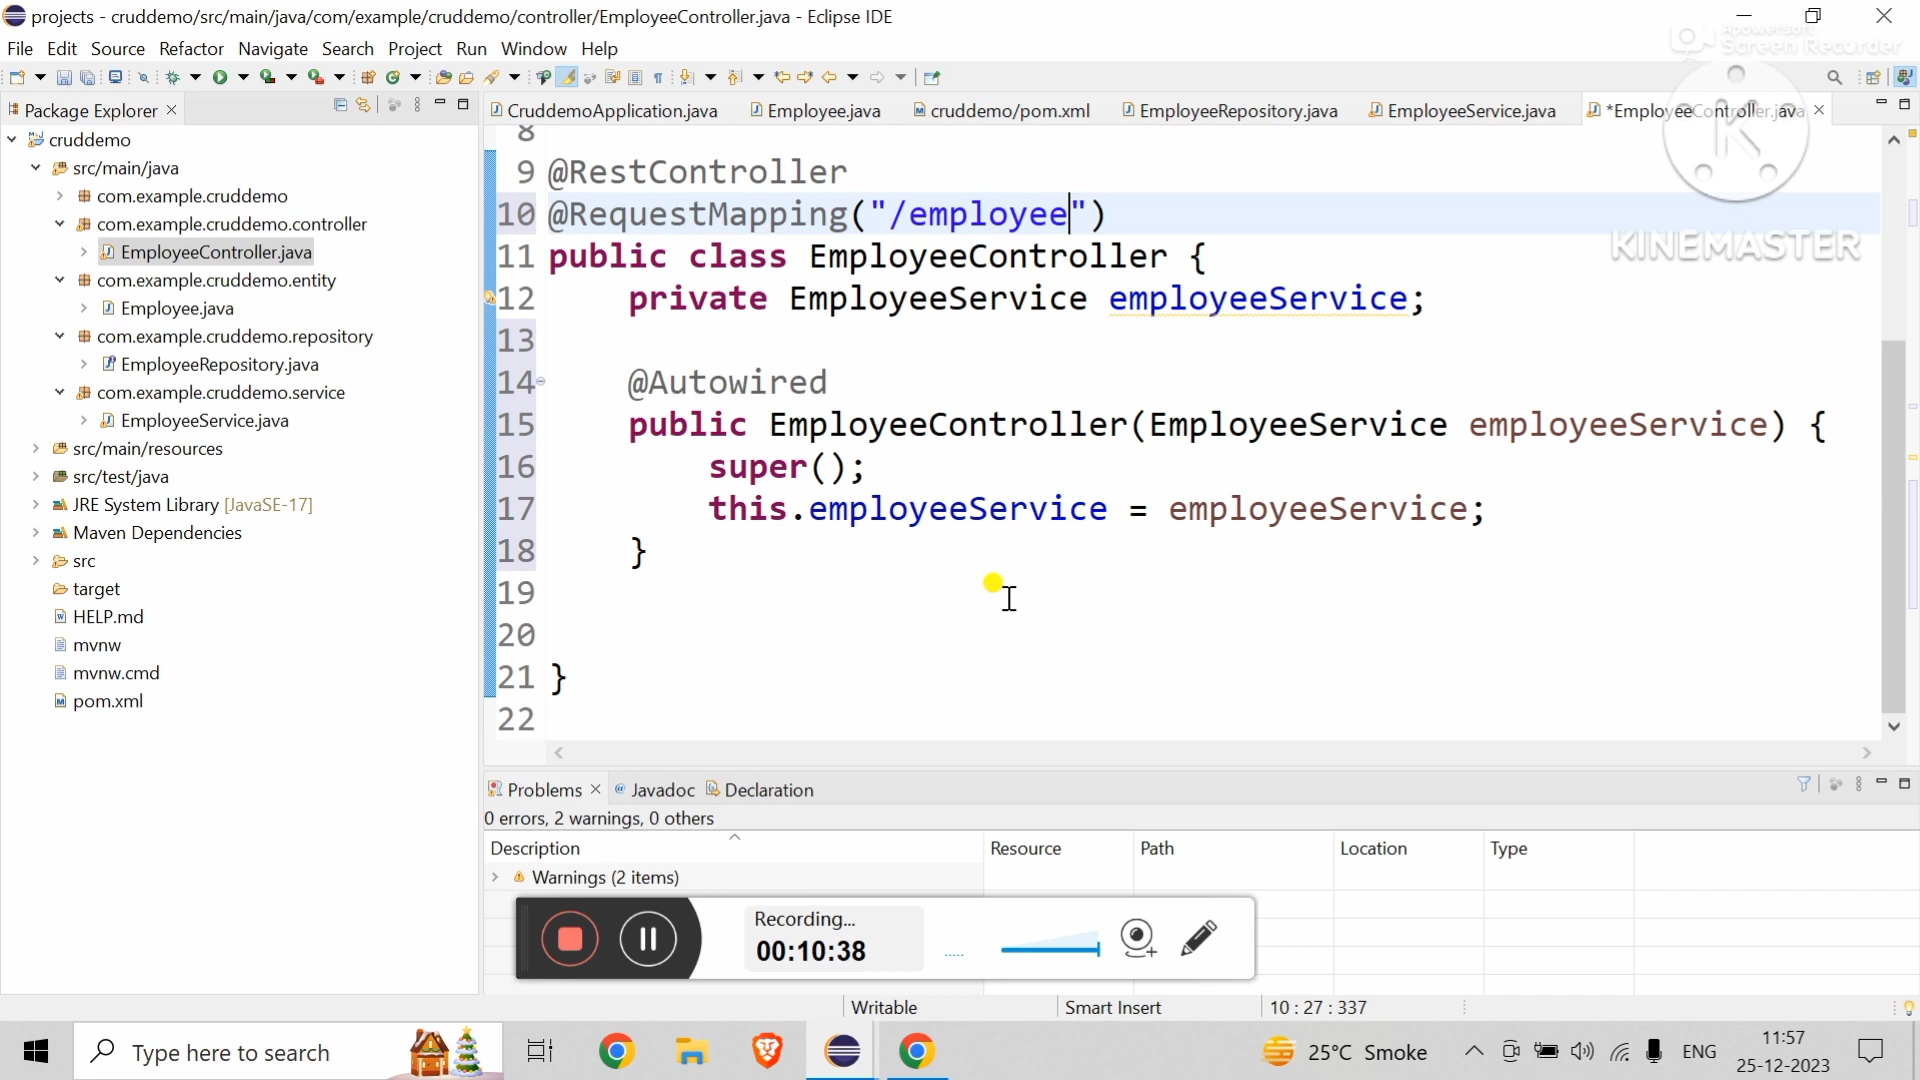 projects - cruddemo/src/main/java/com/example/cruddemo/controller/EmployeeController.java - Eclipse IDE
Apowersoft
Screen Recorder
File Edit Source Refactor Navigate Search Project Run Window Help
Package Explorer
CruddemoApplication.java Employee.java cruddemo/pom.xml EmployeeRepository.java EmployeeService.java *EmployeeController.java
K
KINEMASTER
cruddemo
src/main/java
com.example.cruddemo
com.example.cruddemo.controller
EmployeeController.java
com.example.cruddemo.entity
Employee.java
com.example.cruddemo.repository
EmployeeRepository.java
com.example.cruddemo.service
EmployeeService.java
src/main/resources
src/test/java
JRE System Library [JavaSE-17]
Maven Dependencies
src
target
HELP.md
mvnw
mvnw.cmd
pom.xml
8
9 @RestController
10 @RequestMapping("/employee")
11 public class EmployeeController {
12 private EmployeeService employeeService;
13
14 @Autowired
15 public EmployeeController(EmployeeService employeeService) {
16 super();
17 this.employeeService = employeeService;
18 }
19
20
21 }
22
Problems @ Javadoc Declaration
0 errors, 2 warnings, 0 others
Description Resource Path Location Type
Warnings (2 items)
Recording...
00:10:38
Writable Smart Insert 10 : 27 : 337
Type here to search
25°C Smoke
ENG
11:57
25-12-2023